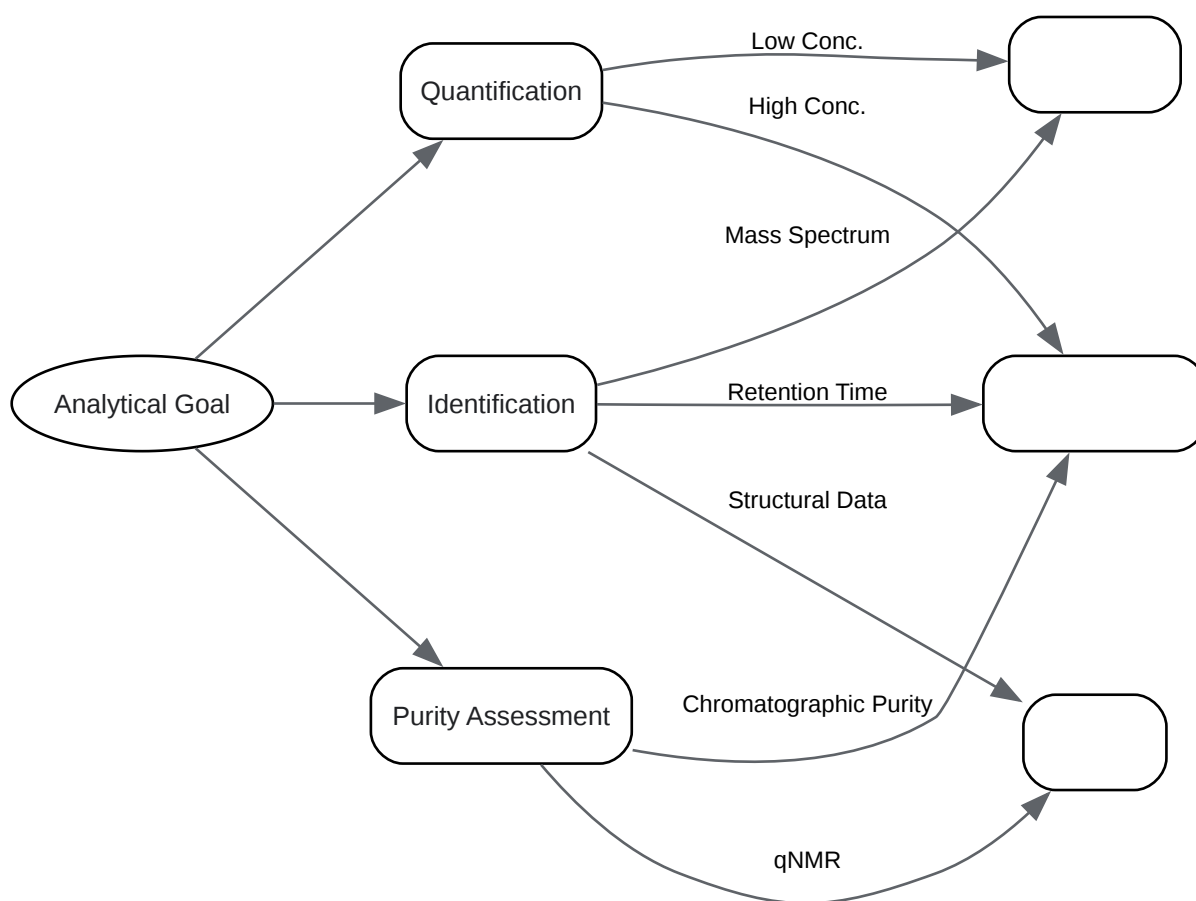 Low Conc.
Quantification
High Conc.
Mass Spectrum
Retention Time
Analytical Goal
Identification
Structural Data
Chromatographic Purity
Purity Assessment
qNMR